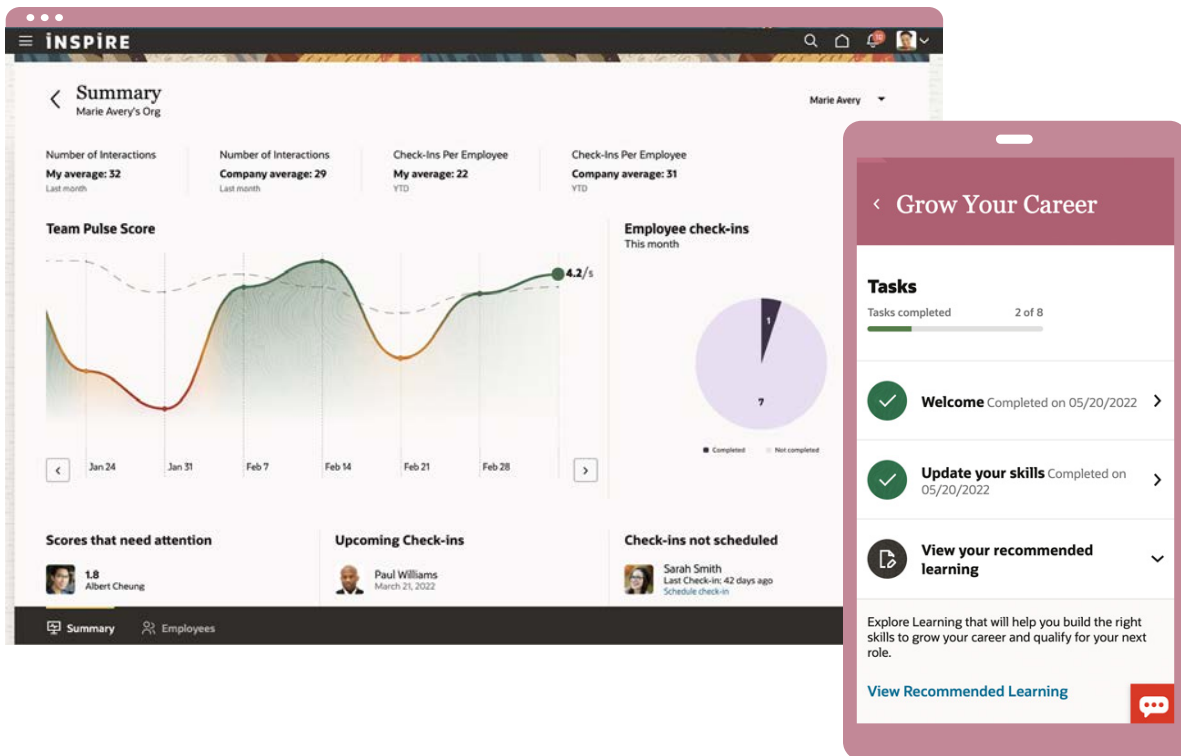 iNSPiRE
Summary
Marie Avery's Org
Marie Avery
Number of Interactions
My average: 32
Last month
Number of Interactions
Company average: 29
Last month
Check-Ins Per Employee
My average: 22
YTD
Check-Ins Per Employee
Company average: 31
YTD
Team Pulse Score
4.2/5
Jan 24
Jan 31
Feb 7
Feb 14
Feb 21
Feb 28
Employee check-ins
This month
1
7
Completed
Not completed
Scores that need attention
1.8
Albert Cheung
Upcoming Check-ins
Paul Williams
March 21, 2022
Check-ins not scheduled
Sarah Smith
Last Check-in: 42 days ago
Schedule check-in
Summary
Employees
Grow Your Career
Tasks
Tasks completed 2 of 8
Welcome Completed on 05/20/2022
Update your skills Completed on
05/20/2022
View your recommended
learning
Explore Learning that will help you build the right
skills to grow your career and qualify for your next
role.
View Recommended Learning